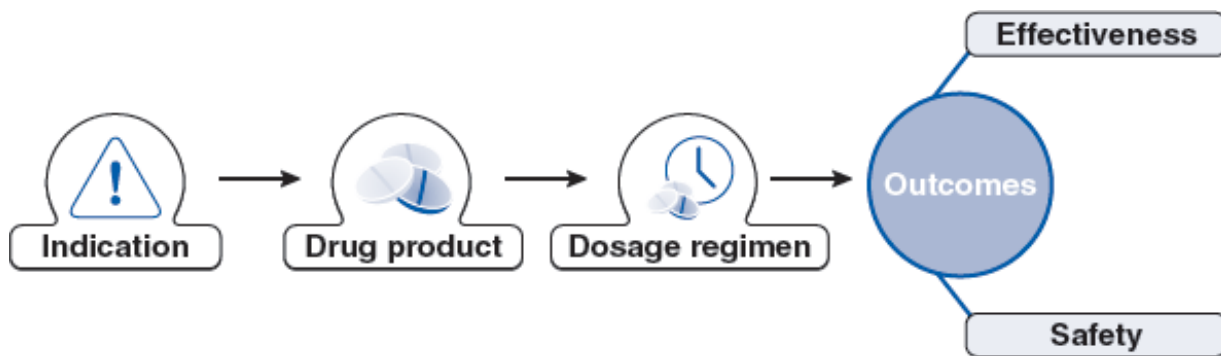 Effectiveness
Indication
Drug product
Dosage regimen
Outcomes
Safety